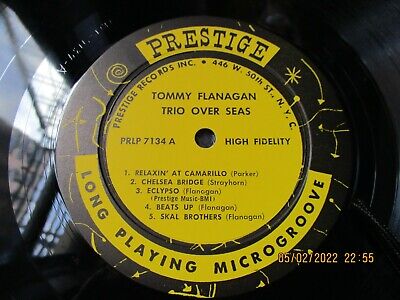 PRESTIGE
PRESTIGE RECORDS INC. • 446 W. 50th ST., N. Y. C.
TOMMY FLANAGAN
TRIO OVER SEAS
PRLP 7134 A HIGH FIDELITY
1. RELAXIN' AT CAMARILLO (Parker)
2. CHELSEA BRIDGE (Strayhorn)
3. ECLYPSO (Flanagan)
(Prestige Music-BMI)
4. BEATS UP (Flanagan)
5. SKAL BROTHERS (Flanagan)
LONG PLAYING MICROGROOVE
05/02/2022 22:55